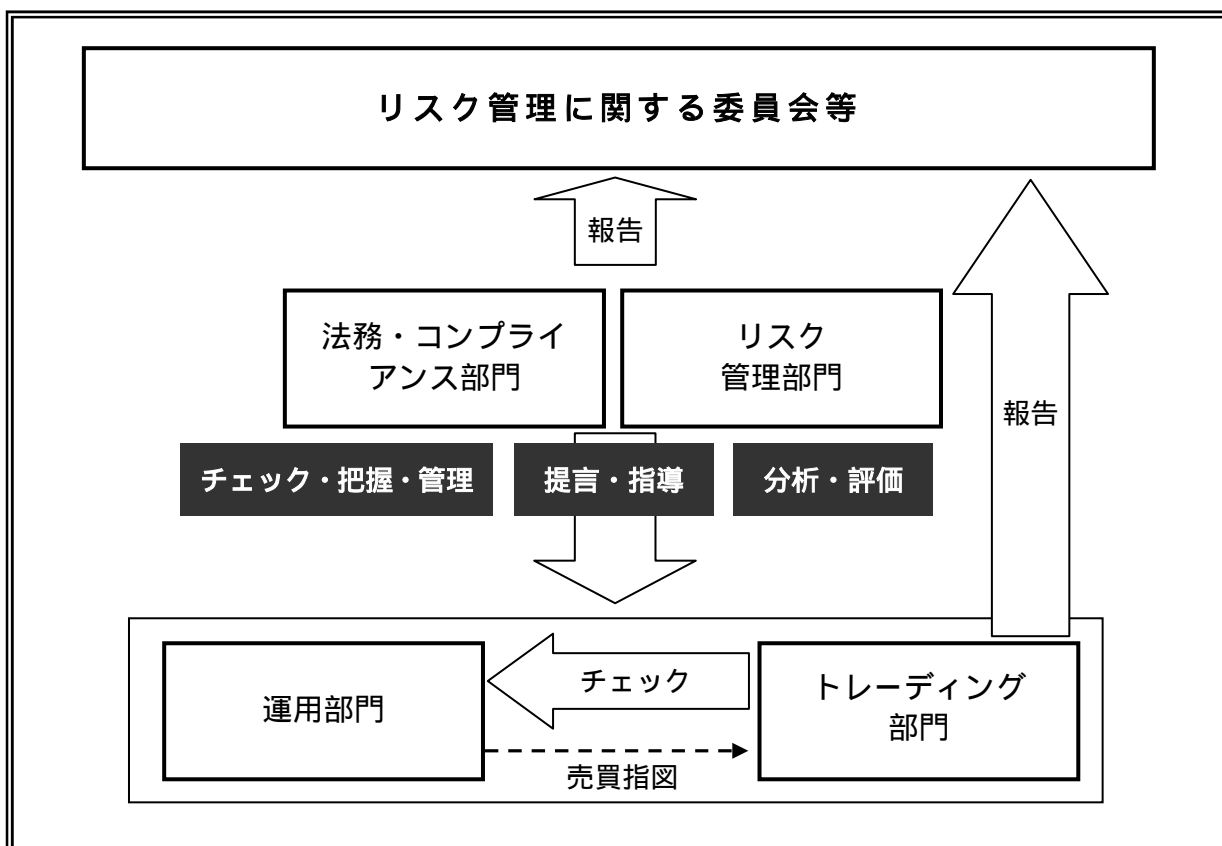 リスク管理に関する委員会等
報告
法務・コンプライ
アンス部門
リスク
管理部門
報告
チェック・把握・管理
提言・指導
分析・評価
運用部門
チェック
トレーディング
部門
売買指図